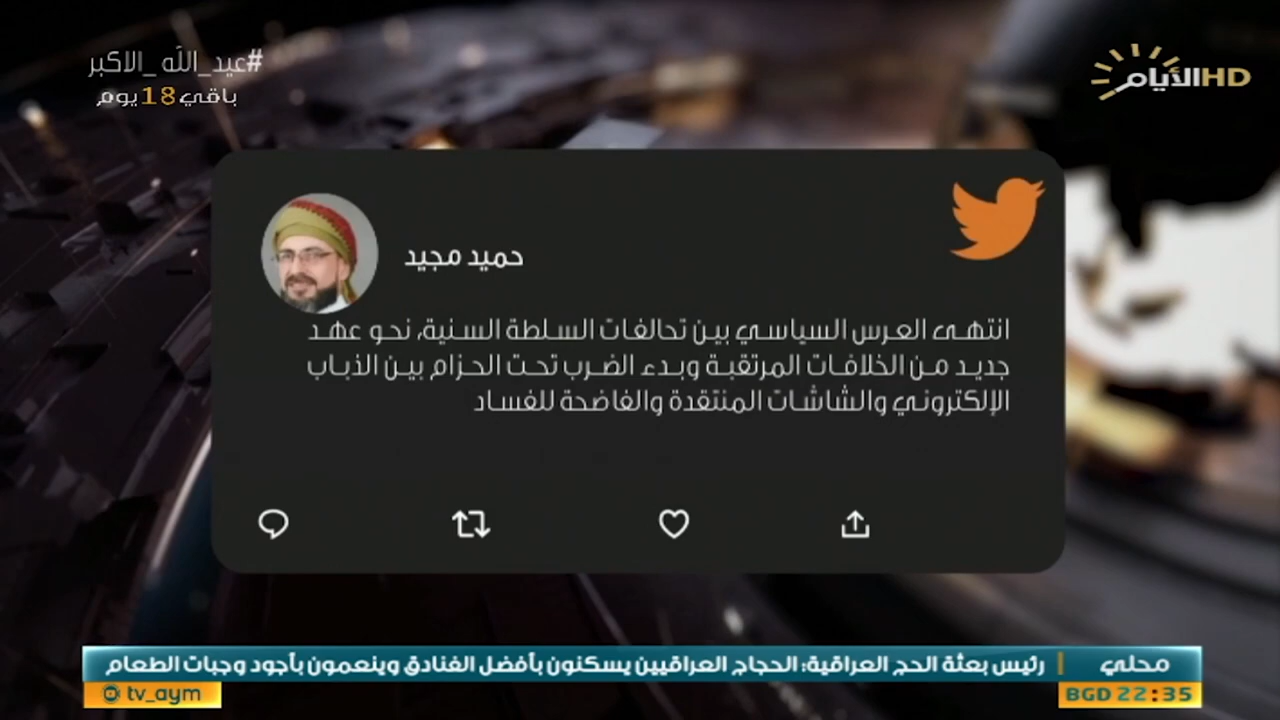 #عيد_الله_الاكبر
باقي 18 يوم
الأيام HD
حميد مجيد
انتهى العرس السياسي بين تحالفات السلطة السنية، نحو عهد
جديد من الخلافات المرتقبة وبدء الضرب تحت الحزام بين الذباب
الإلكتروني والشاشات المنتقدة والفاضحة للفساد
محلي | رئيس بعثة الحج العراقية: الحجاج العراقيين يسكنون بأفضل الفنادق وينعمون بأجود وجبات الطعام
BGD 22:35
tv_aym